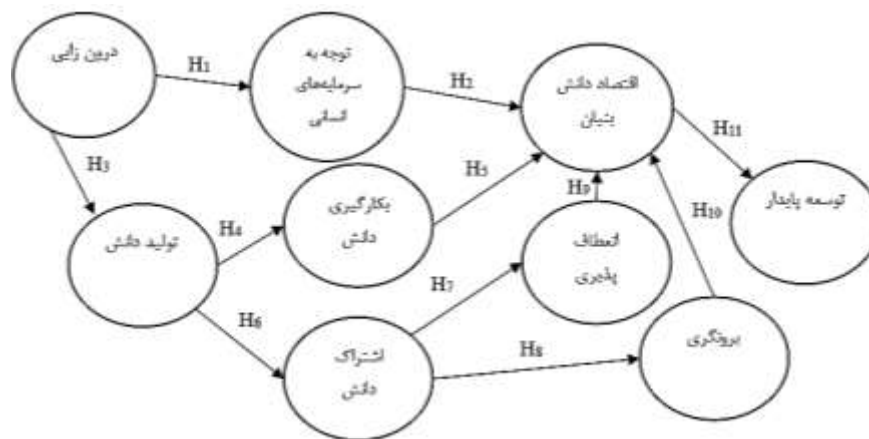 درون زایی
H1
توجه به
سرمایه‌های
انسانی
H2
اقتصاد دانش
بنیان
H11
توسعه پایدار
H3
تولید دانش
H4
بکارگیری
دانش
H5
H9
H10
انعطاف
پذیری
H7
H6
اشتراک
دانش
H8
برونگری